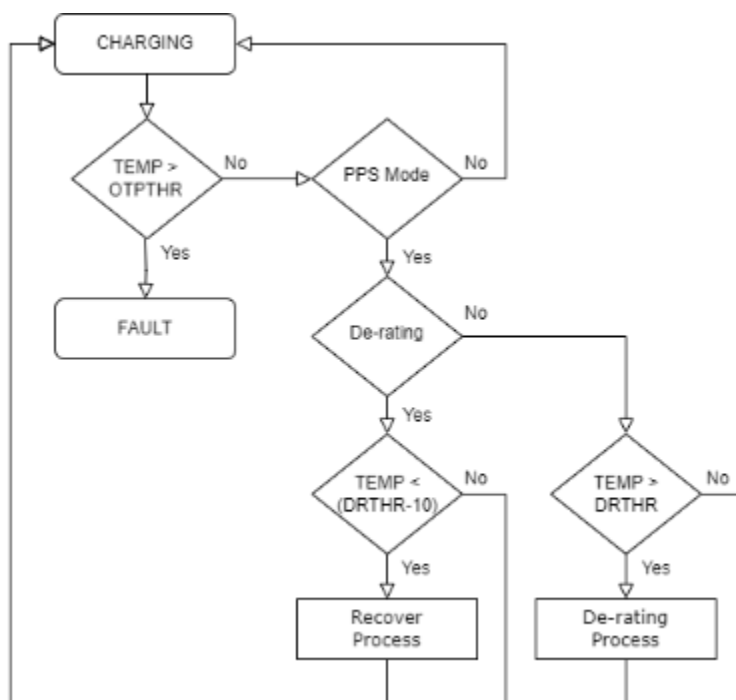 CHARGING
TEMP >
OTPTHR
No
PPS Mode
No
Yes
Yes
FAULT
De-rating
No
Yes
TEMP <
(DRTHR-10)
No
TEMP >
DRTHR
No
Yes
Yes
Recover
Process
De-rating
Process